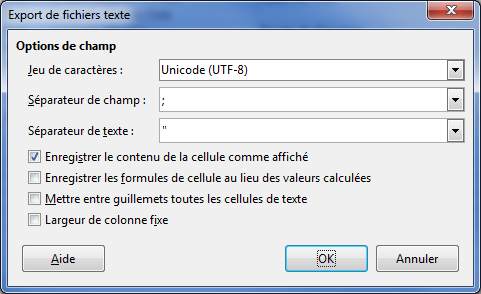 Export de fichiers texte
Options de champ
Jeu de caractères : Unicode (UTF-8)
Séparateur de champ : ;
Séparateur de texte : "
Enregistrer le contenu de la cellule comme affiché
Enregistrer les formules de cellule au lieu des valeurs calculées
Mettre entre guillemets toutes les cellules de texte
Largeur de colonne fixe
Aide OK Annuler